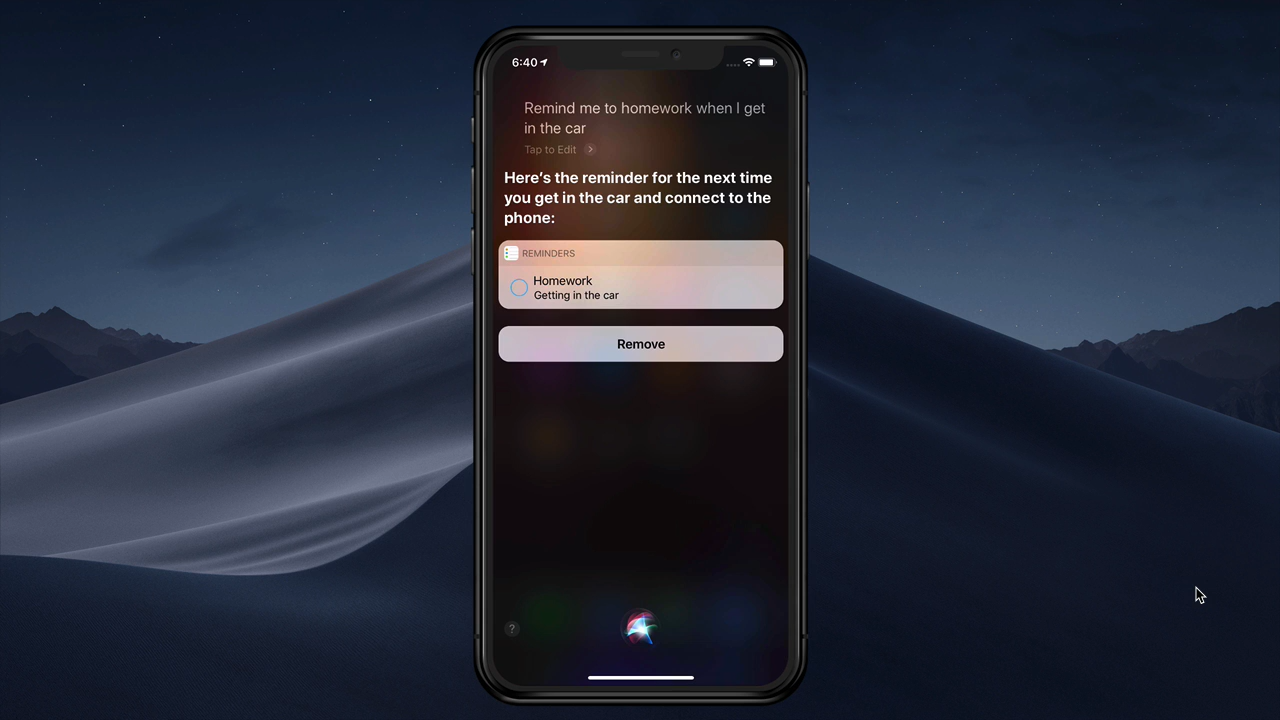 6:40
Remind me to homework when I get
in the car
Tap to Edit
Here’s the reminder for the next time
you get in the car and connect to the
phone:
REMINDERS
Homework
Getting in the car
Remove
?